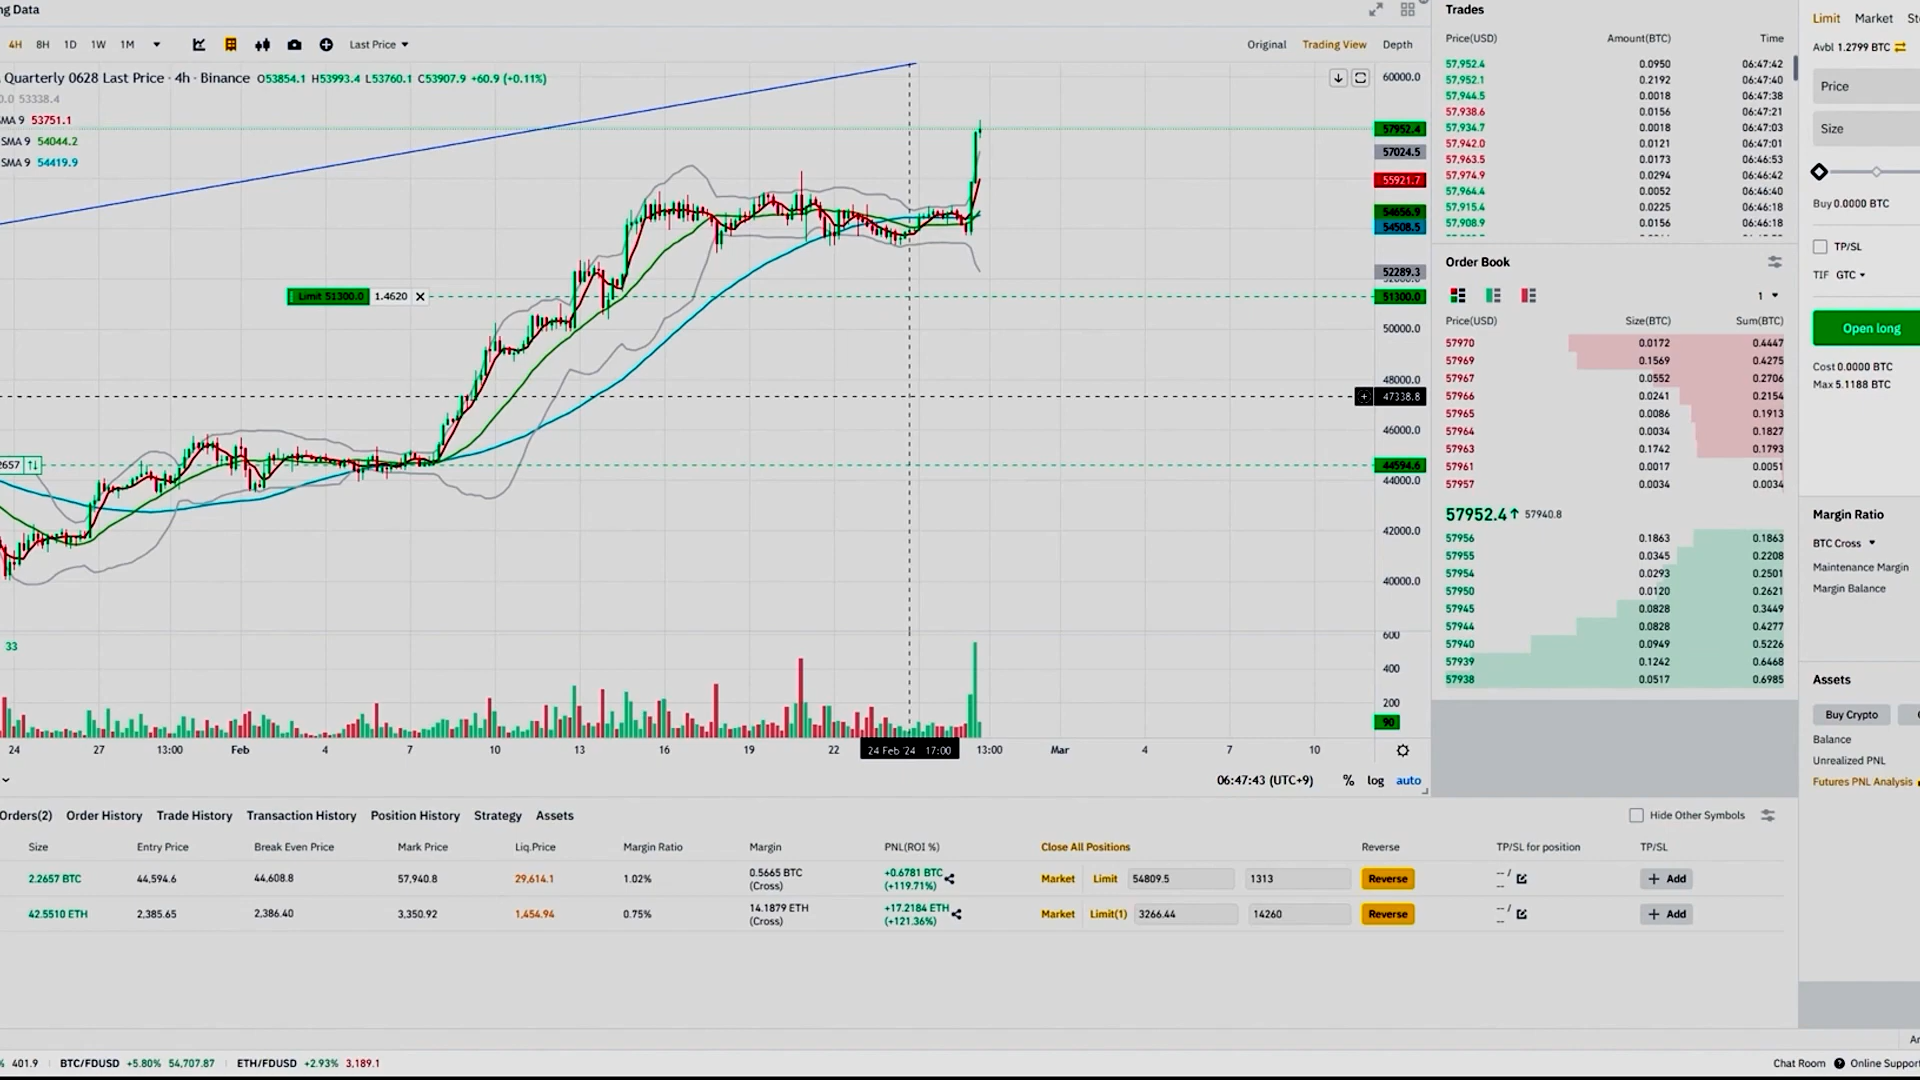 ng Data
4H 8H 1D 1W 1M Last Price Original Trading View Depth
Quarterly 0628 Last Price · 4h · Binance O53854.1 H53993.4 L53760.1 C53907.9 +60.9 (+0.11%)
0.0 53338.4
MA 9 53751.1
SMA 9 54044.2
SMA 9 54419.9
60000.0
57952.4
57024.5
55921.7
54656.9
54508.5
52289.3
Limit 51300.0 1.4620 51300.0
50000.0
48000.0
47338.8
46000.0
2657 44594.6
44000.0
42000.0
40000.0
33
600
400
200
90
24 27 13:00 Feb 4 7 10 13 16 19 22 24 Feb '24 17:00 13:00 Mar 4 7 10
06:47:43 (UTC+9) % log auto
Trades
Price(USD) Amount(BTC) Time
57,952.4 0.0950 06:47:42
57,952.1 0.2192 06:47:40
57,944.5 0.0018 06:47:38
57,938.6 0.0156 06:47:21
57,934.7 0.0018 06:47:03
57,942.0 0.0121 06:47:01
57,963.5 0.0173 06:46:53
57,974.9 0.0294 06:46:42
57,964.4 0.0052 06:46:40
57,915.4 0.0225 06:46:18
57,908.9 0.0156 06:46:18
Order Book
1
Price(USD) Size(BTC) Sum(BTC)
57970 0.0172 0.4447
57969 0.1569 0.4275
57967 0.0552 0.2706
57966 0.0241 0.2154
57965 0.0086 0.1913
57964 0.0034 0.1827
57963 0.1742 0.1793
57961 0.0017 0.0051
57957 0.0034 0.0034
57952.4↑ 57940.8
57956 0.1863 0.1863
57955 0.0345 0.2208
57954 0.0293 0.2501
57950 0.0120 0.2621
57945 0.0828 0.3449
57944 0.0828 0.4277
57940 0.0949 0.5226
57939 0.1242 0.6468
57938 0.0517 0.6985
Limit Market St
Avbl 1.2799 BTC
Price
Size
Buy 0.0000 BTC
TP/SL
TIF GTC
Open long
Cost 0.0000 BTC
Max 5.1188 BTC
Margin Ratio
BTC Cross
Maintenance Margin
Margin Balance
Assets
Buy Crypto
Balance
Unrealized PNL
Futures PNL Analysis
Orders(2) Order History Trade History Transaction History Position History Strategy Assets Hide Other Symbols
Size Entry Price Break Even Price Mark Price Liq.Price Margin Ratio Margin PNL(ROI %) Close All Positions Reverse TP/SL for position TP/SL
2.2657 BTC 44,594.6 44,608.8 57,940.8 29,614.1 1.02% 0.5665 BTC (Cross) +0.6781 BTC (+119.71%) Market Limit 54809.5 1313 Reverse -- / -- + Add
42.5510 ETH 2,385.65 2,386.40 3,350.92 1,454.94 0.75% 14.1879 ETH (Cross) +17.2184 ETH (+121.36%) Market Limit(1) 3266.44 14260 Reverse -- / -- + Add
% 401.9 BTC/FDUSD +5.80% 54,707.87 ETH/FDUSD +2.93% 3,189.1 Chat Room Online Support